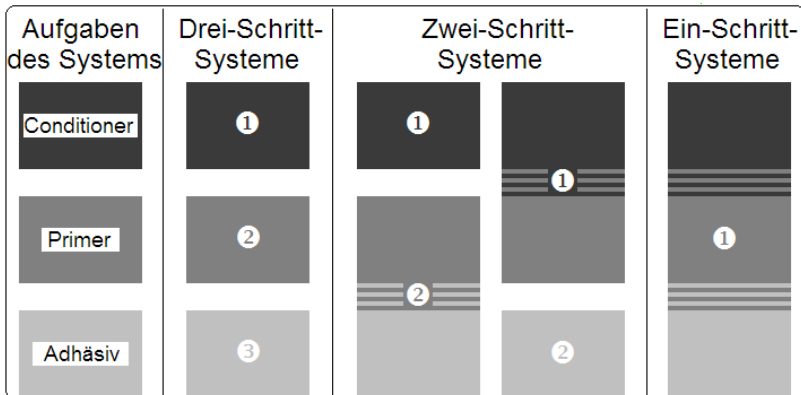 Aufgaben
des Systems
Drei-Schritt-
Systeme
Zwei-Schritt-
Systeme
Ein-Schritt-
Systeme
Conditioner
1
1
1
Primer
2
2
1
Adhäsiv
3
2